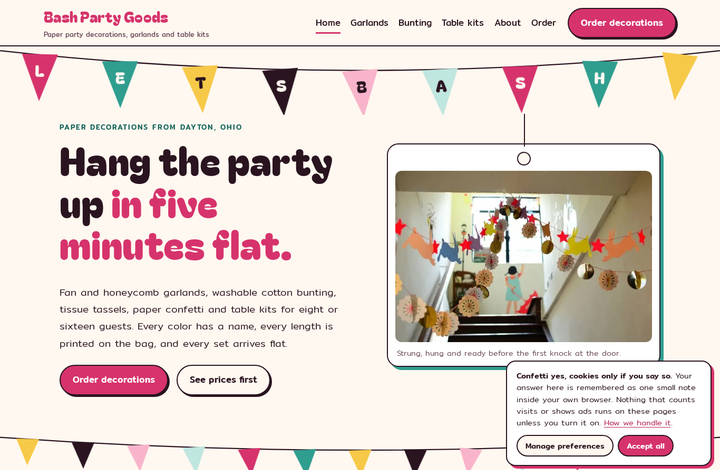 Bash Party Goods
Paper party decorations, garlands and table kits
Home Garlands Bunting Table kits About Order Order decorations
L E T S B A S H
PAPER DECORATIONS FROM DAYTON, OHIO
Hang the party
up in five
minutes flat.
Fan and honeycomb garlands, washable cotton bunting,
tissue tassels, paper confetti and table kits for eight or
sixteen guests. Every color has a name, every length is
printed on the bag, and every set arrives flat.
Order decorations See prices first
Strung, hung and ready before the first knock at the door.
Confetti yes, cookies only if you say so. Your
answer here is remembered as one small note
inside your own browser. Nothing that counts
visits or shows ads runs on these pages
unless you turn it on. How we handle it.
Manage preferences Accept all